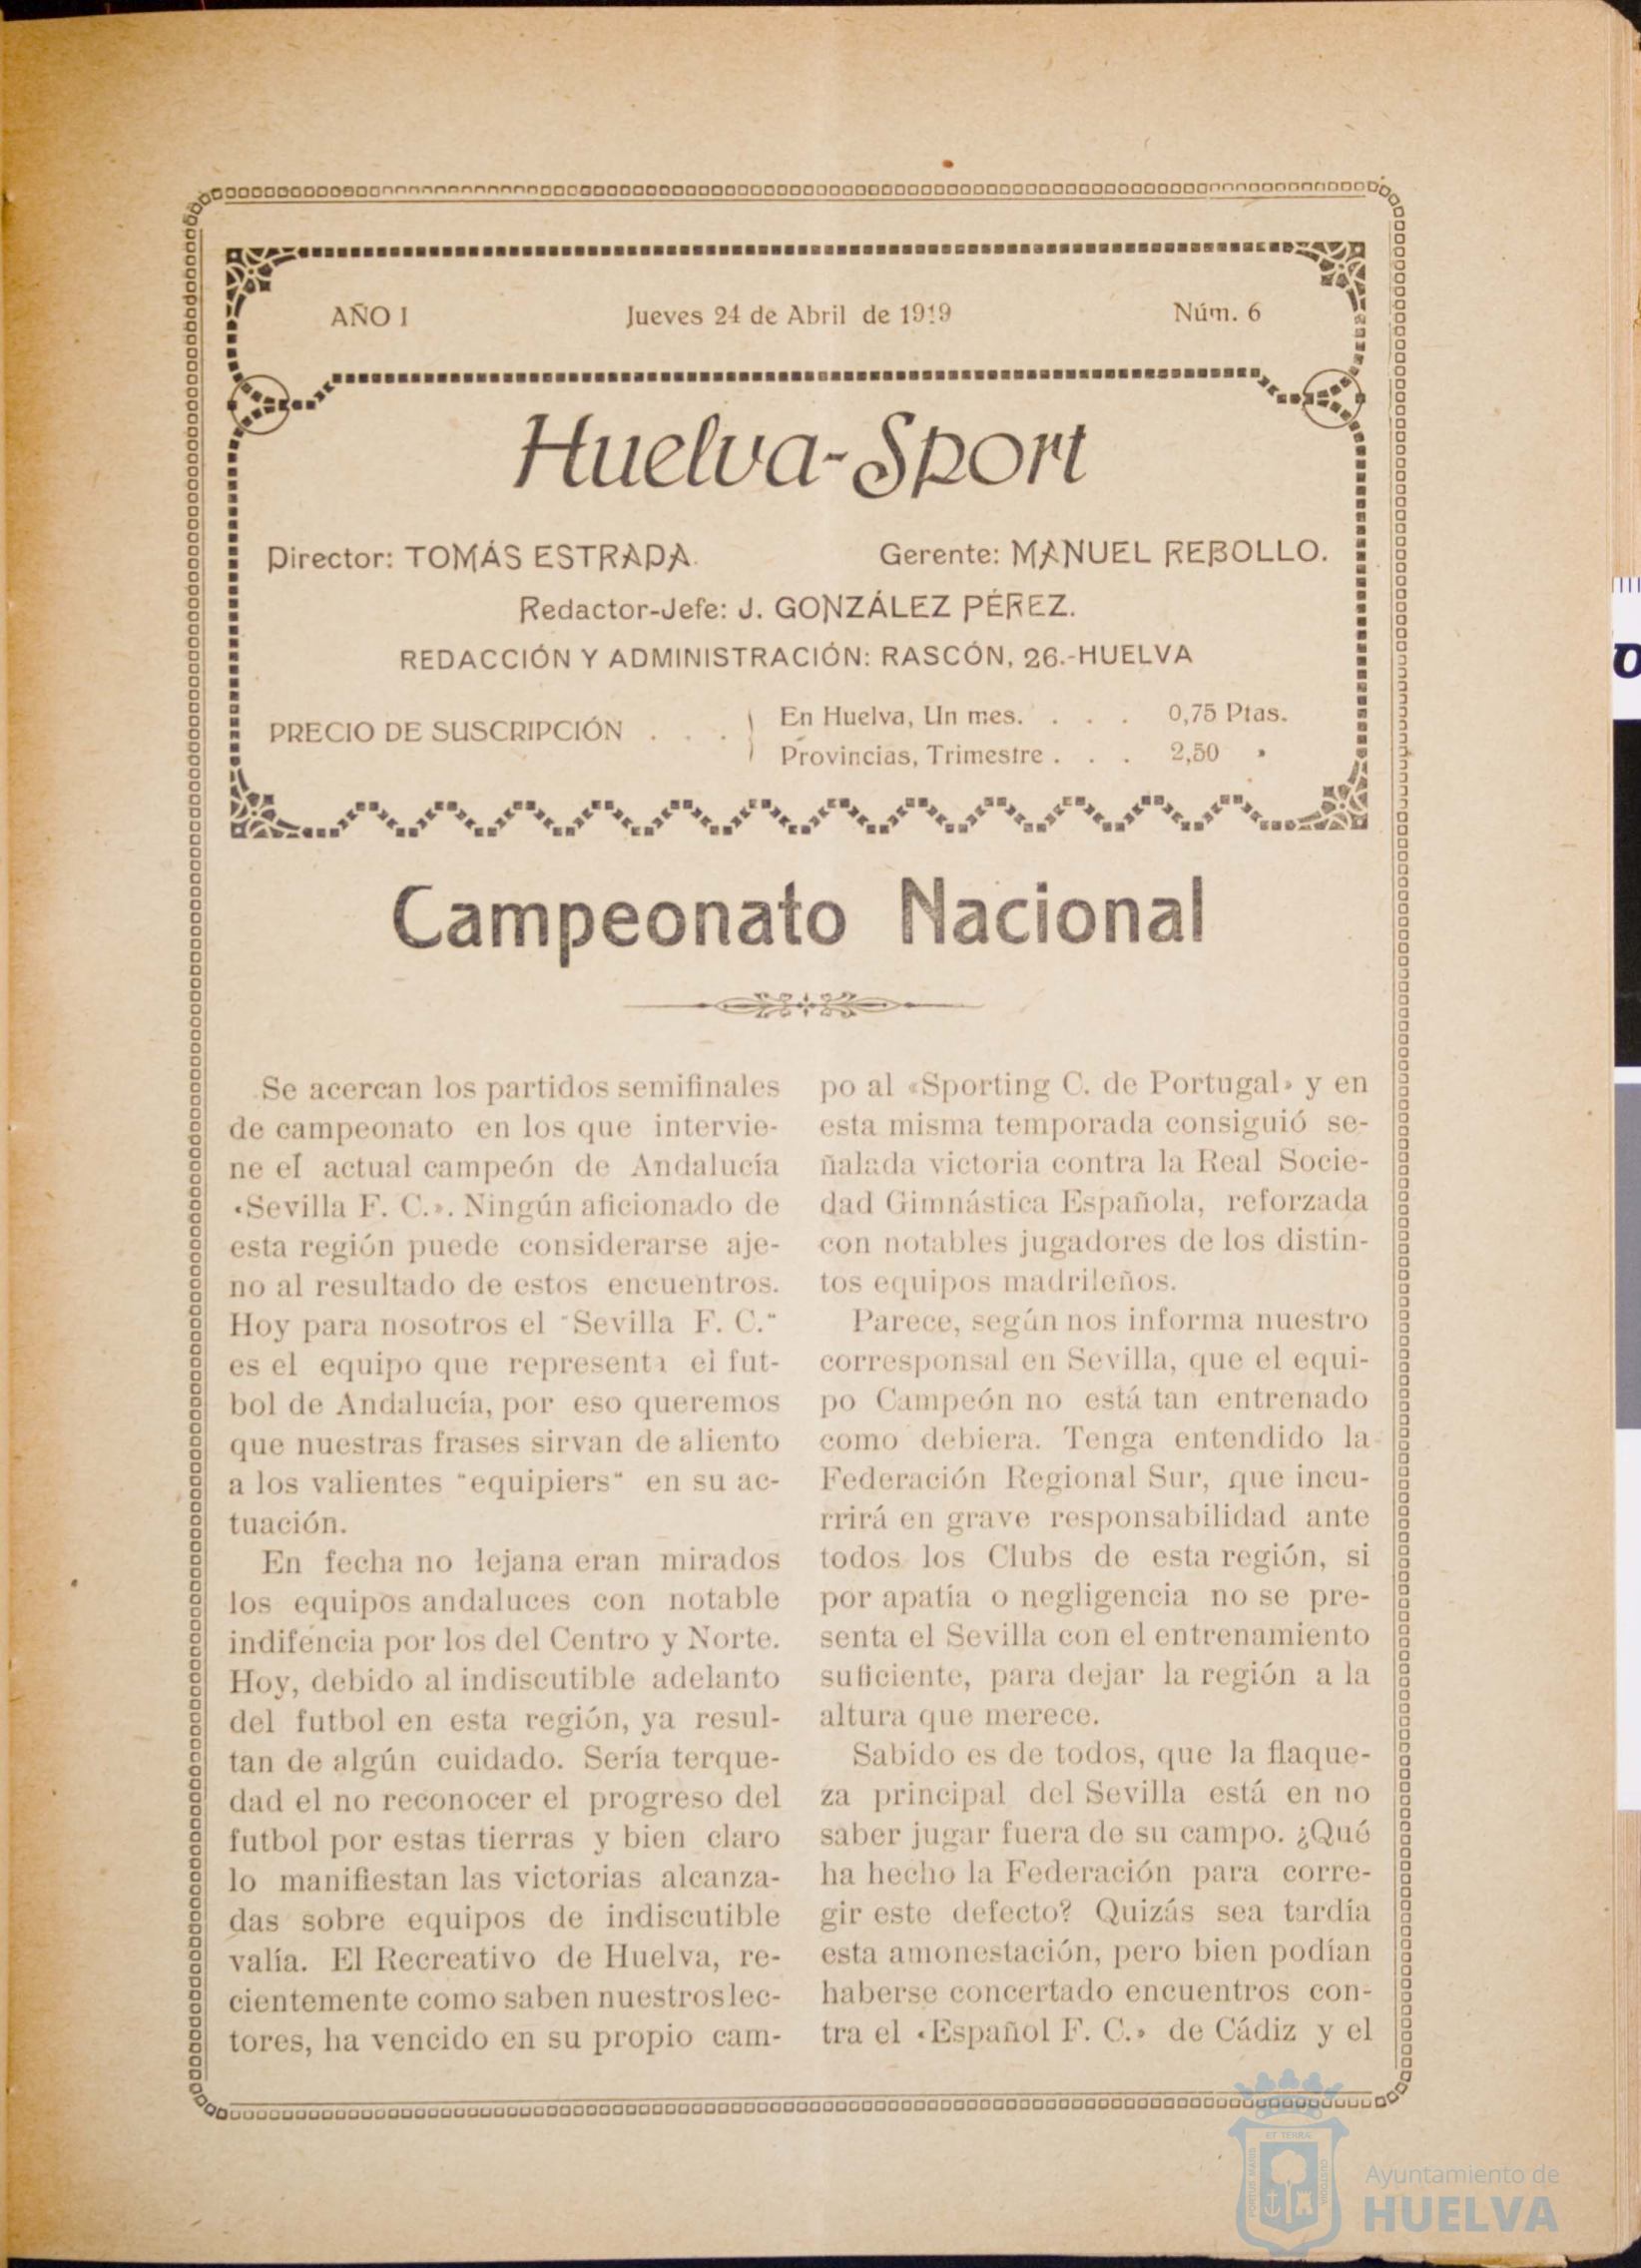 AÑO I Jueves 24 de Abril de 1919 Núm. 6
Huelva-Sport
Director: TOMÁS ESTRADA. Gerente: MANUEL REBOLLO.
Redactor-Jefe: J. GONZÁLEZ PÉREZ.
REDACCIÓN Y ADMINISTRACIÓN: RASCÓN, 26.-HUELVA
PRECIO DE SUSCRIPCIÓN . . .
En Huelva, Un mes. . . . 0,75 Ptas.
Provincias, Trimestre . . . 2,50 »
Campeonato Nacional
Se acercan los partidos semifinales
de campeonato en los que intervie-
ne el actual campeón de Andalucía
«Sevilla F. C.». Ningún aficionado de
esta región puede considerarse aje-
no al resultado de estos encuentros.
Hoy para nosotros el "Sevilla F. C."
es el equipo que representa el fut-
bol de Andalucía, por eso queremos
que nuestras frases sirvan de aliento
a los valientes "equipiers" en su ac-
tuación.
En fecha no lejana eran mirados
los equipos andaluces con notable
indifencia por los del Centro y Norte.
Hoy, debido al indiscutible adelanto
del futbol en esta región, ya resul-
tan de algún cuidado. Sería terque-
dad el no reconocer el progreso del
futbol por estas tierras y bien claro
lo manifiestan las victorias alcanza-
das sobre equipos de indiscutible
valía. El Recreativo de Huelva, re-
cientemente como saben nuestros lec-
tores, ha vencido en su propio cam-
po al «Sporting C. de Portugal» y en
esta misma temporada consiguió se-
ñalada victoria contra la Real Socie-
dad Gimnástica Española, reforzada
con notables jugadores de los distin-
tos equipos madrileños.
Parece, según nos informa nuestro
corresponsal en Sevilla, que el equi-
po Campeón no está tan entrenado
como debiera. Tenga entendido la
Federación Regional Sur, que incu-
rrirá en grave responsabilidad ante
todos los Clubs de esta región, si
por apatía o negligencia no se pre-
senta el Sevilla con el entrenamiento
suficiente, para dejar la región a la
altura que merece.
Sabido es de todos, que la flaque-
za principal del Sevilla está en no
saber jugar fuera de su campo. ¿Qué
ha hecho la Federación para corre-
gir este defecto? Quizás sea tardía
esta amonestación, pero bien podían
haberse concertado encuentros con-
tra el «Español F. C.» de Cádiz y el
ET TERRÆ
PORTUS MARIS
CUSTODIA
Ayuntamiento de
HUELVA